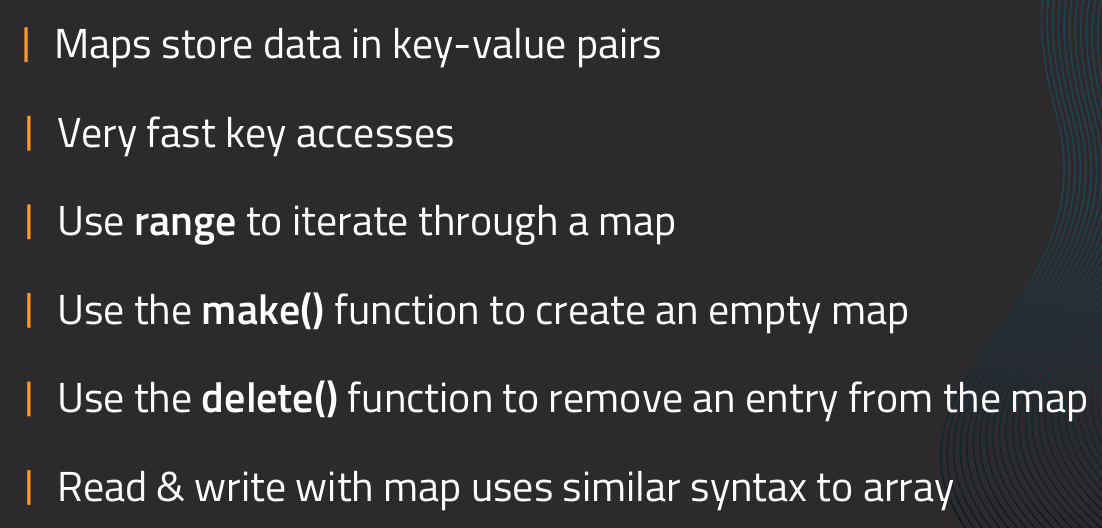 Maps store data in key-value pairs
Very fast key accesses
Use range to iterate through a map
Use the make() function to create an empty map
Use the delete() function to remove an entry from the map
Read & write with map uses similar syntax to array